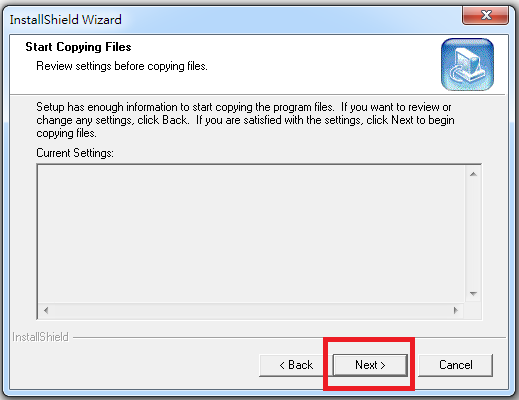 InstallShield Wizard
Start Copying Files
Review settings before copying files.
Setup has enough information to start copying the program files.  If you want to review or
change any settings, click Back.  If you are satisfied with the settings, click Next to begin
copying files.
Current Settings:
InstallShield
< Back
Next >
Cancel